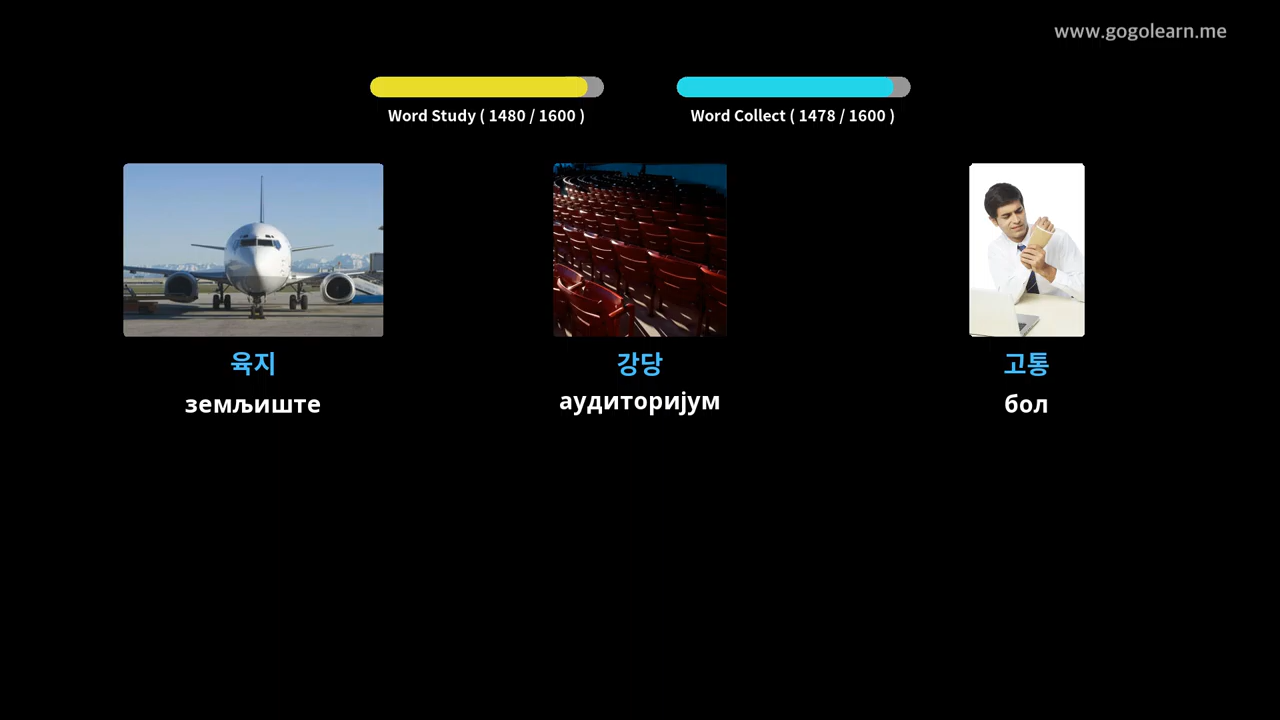 www.gogolearn.me
Word Study ( 1480 / 1600 )
Word Collect ( 1478 / 1600 )
육지
земљиште
강당
аудиторијум
고통
бол